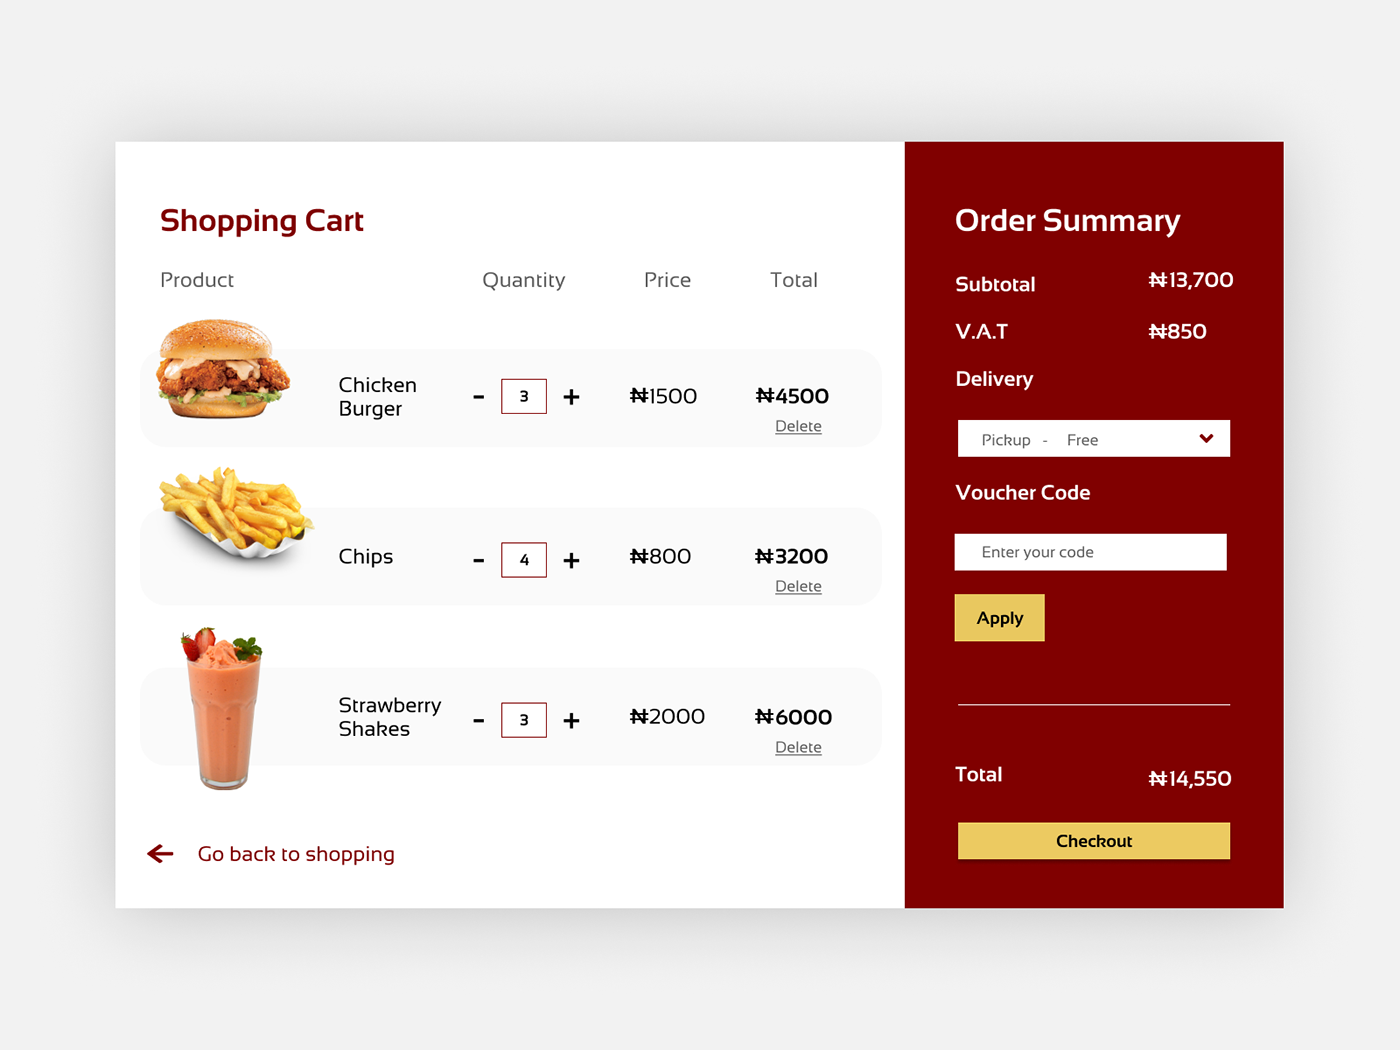 Shopping Cart
Product Quantity Price Total
Chicken
Burger
- 3 + ₦1500 ₦4500
Delete
Chips - 4 + ₦800 ₦3200
Delete
Strawberry
Shakes
- 3 + ₦2000 ₦6000
Delete
Go back to shopping
Order Summary
Subtotal ₦13,700
V.A.T ₦850
Delivery
Pickup - Free
Voucher Code
Enter your code
Apply
Total ₦14,550
Checkout